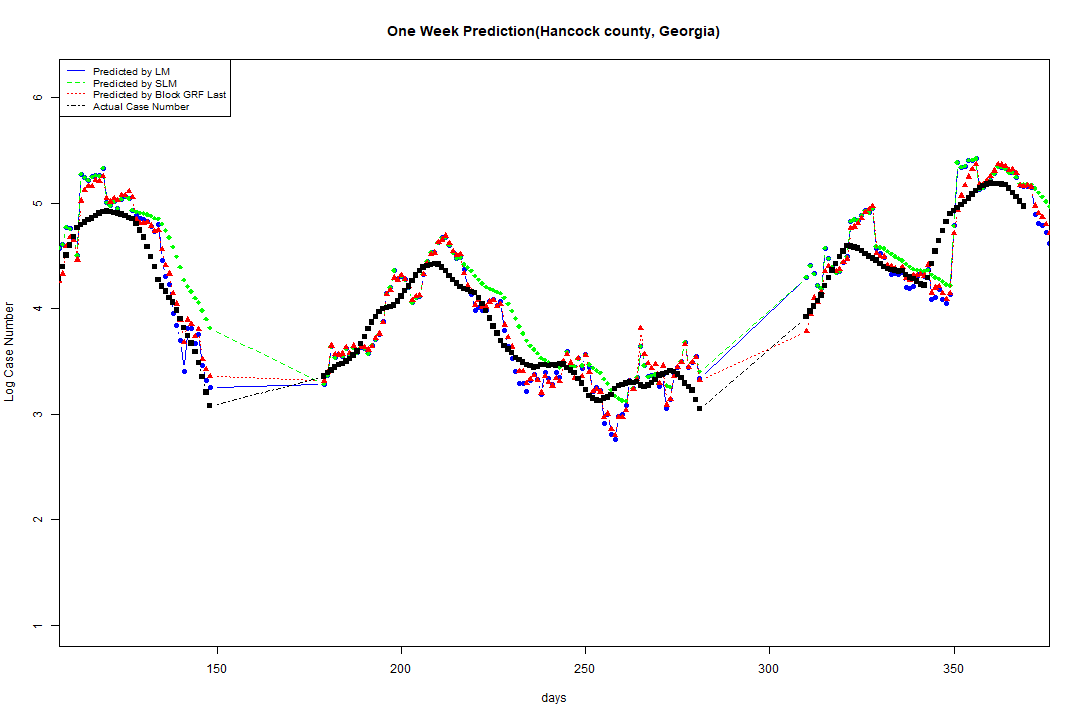 One Week Prediction(Hancock county, Georgia)
Predicted by LM
Predicted by SLM
Predicted by Block GRF Last
Actual Case Number
Log Case Number
6
5
4
3
2
1
150 200 250 300 350
days